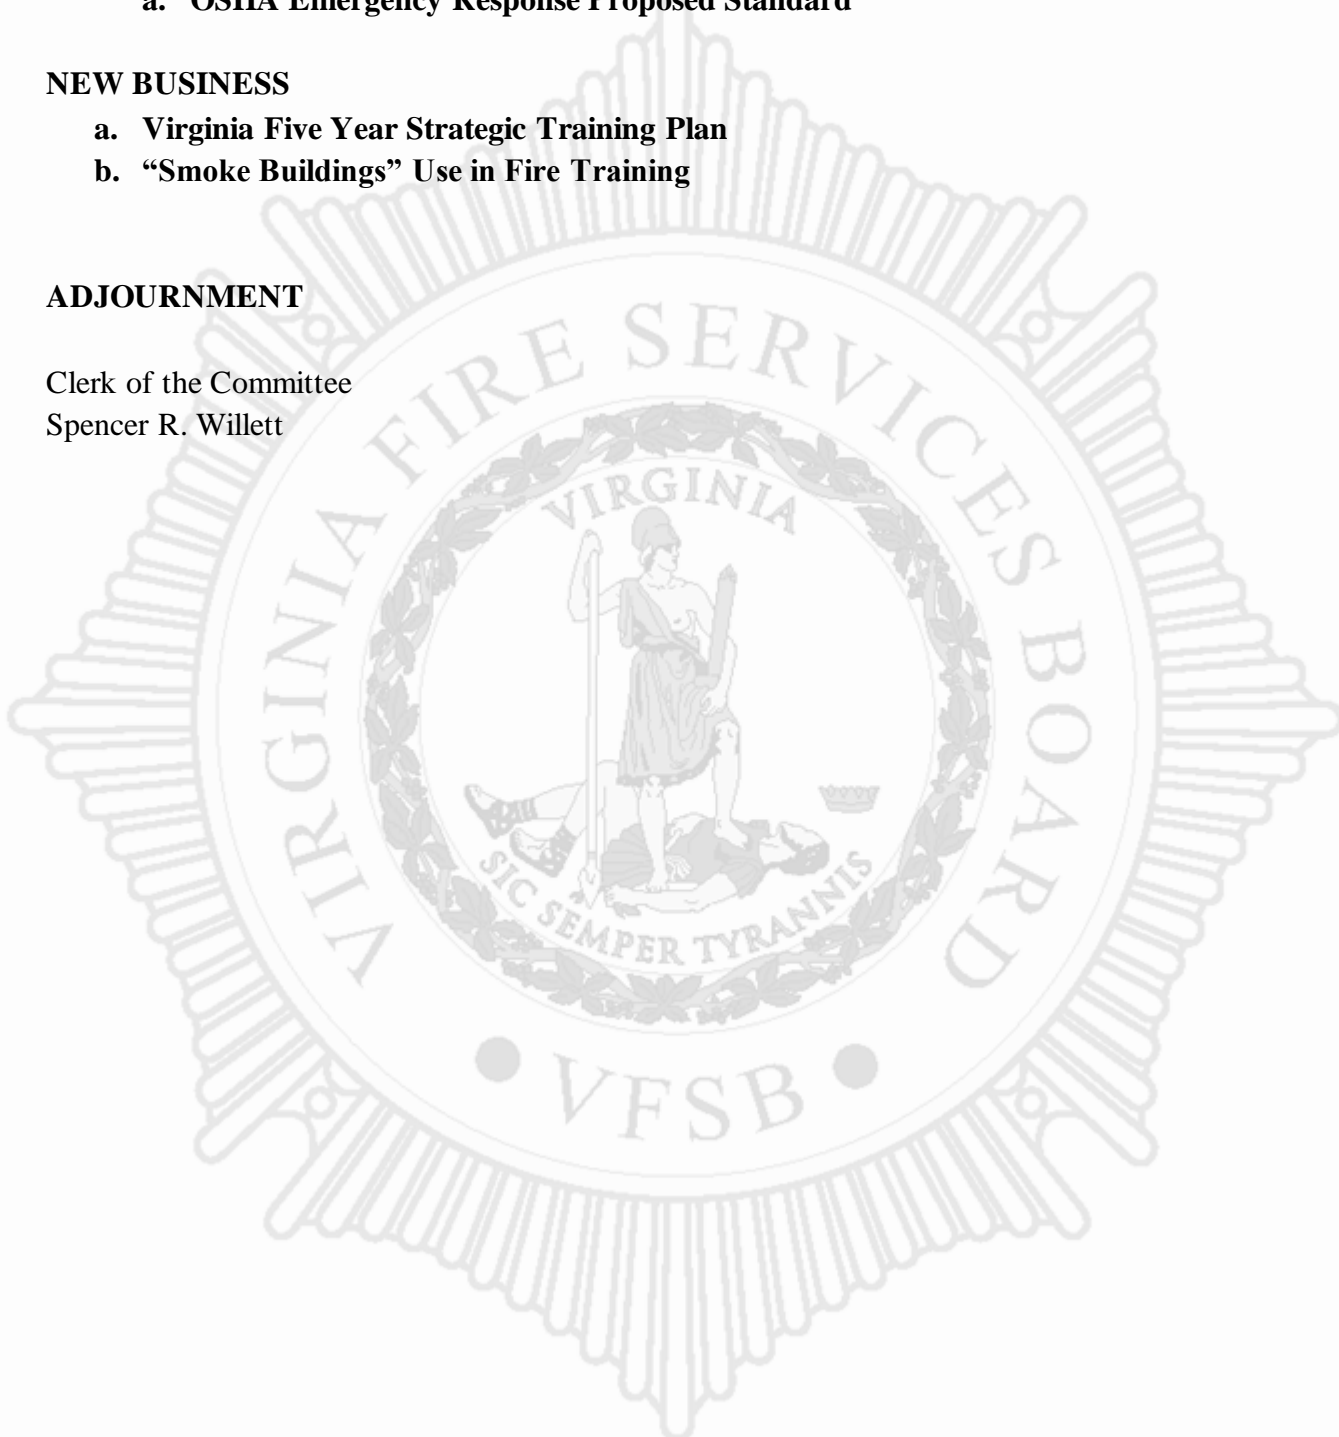 a. OSHA Emergency Response Proposed Standard
NEW BUSINESS
a. Virginia Five Year Strategic Training Plan
b. “Smoke Buildings” Use in Fire Training
ADJOURNMENT
Clerk of the Committee
Spencer R. Willett
VIRGINIA FIRE SERVICES BOARD
VIRGINIA
SIC SEMPER TYRANNIS
• VFSB •